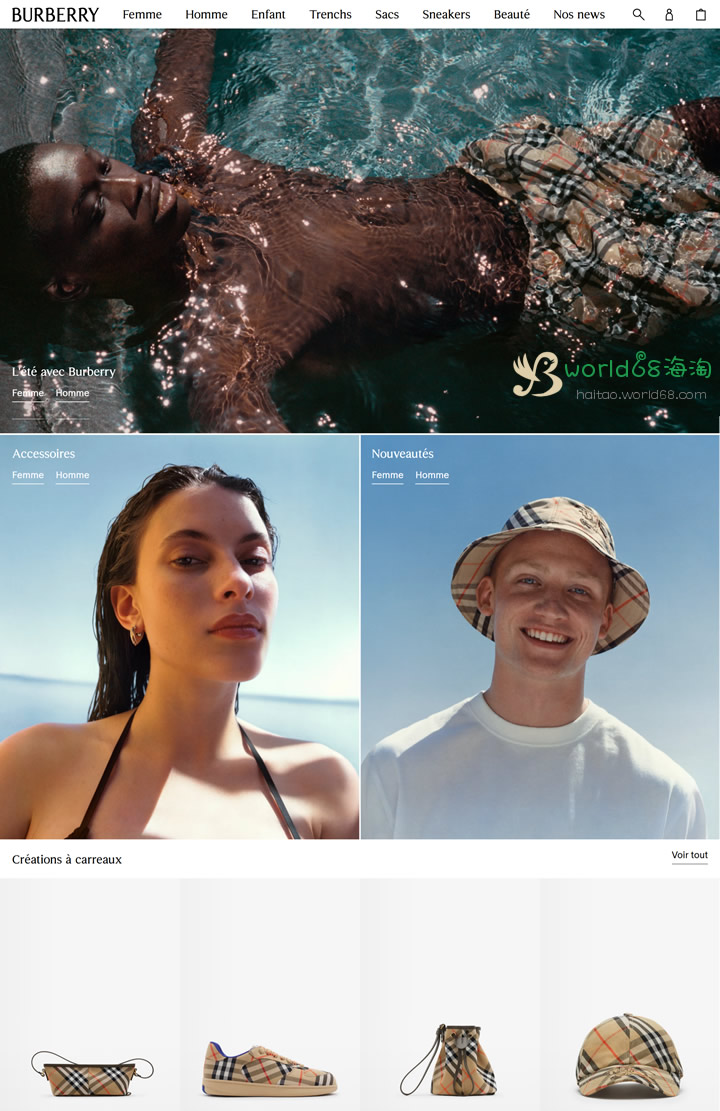 BURBERRY Femme Homme Enfant Trenchs Sacs Sneakers Beauté Nos news
L'été avec Burberry
Femme Homme
world68海淘
haitao.world68.com
Accessoires
Femme Homme
Nouveautés
Femme Homme
Créations à carreaux
Voir tout